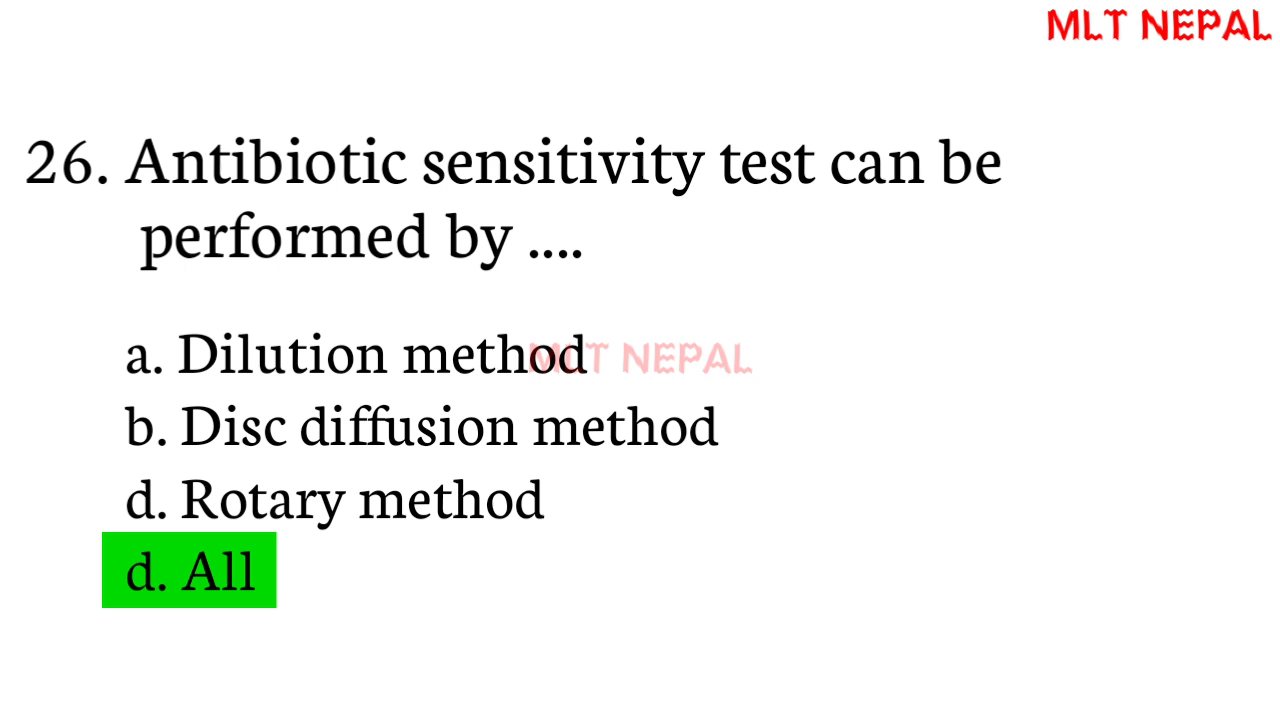 MLT NEPAL
26. Antibiotic sensitivity test can be
performed by ....
a. Dilution method
MLT NEPAL
b. Disc diffusion method
d. Rotary method
d. All